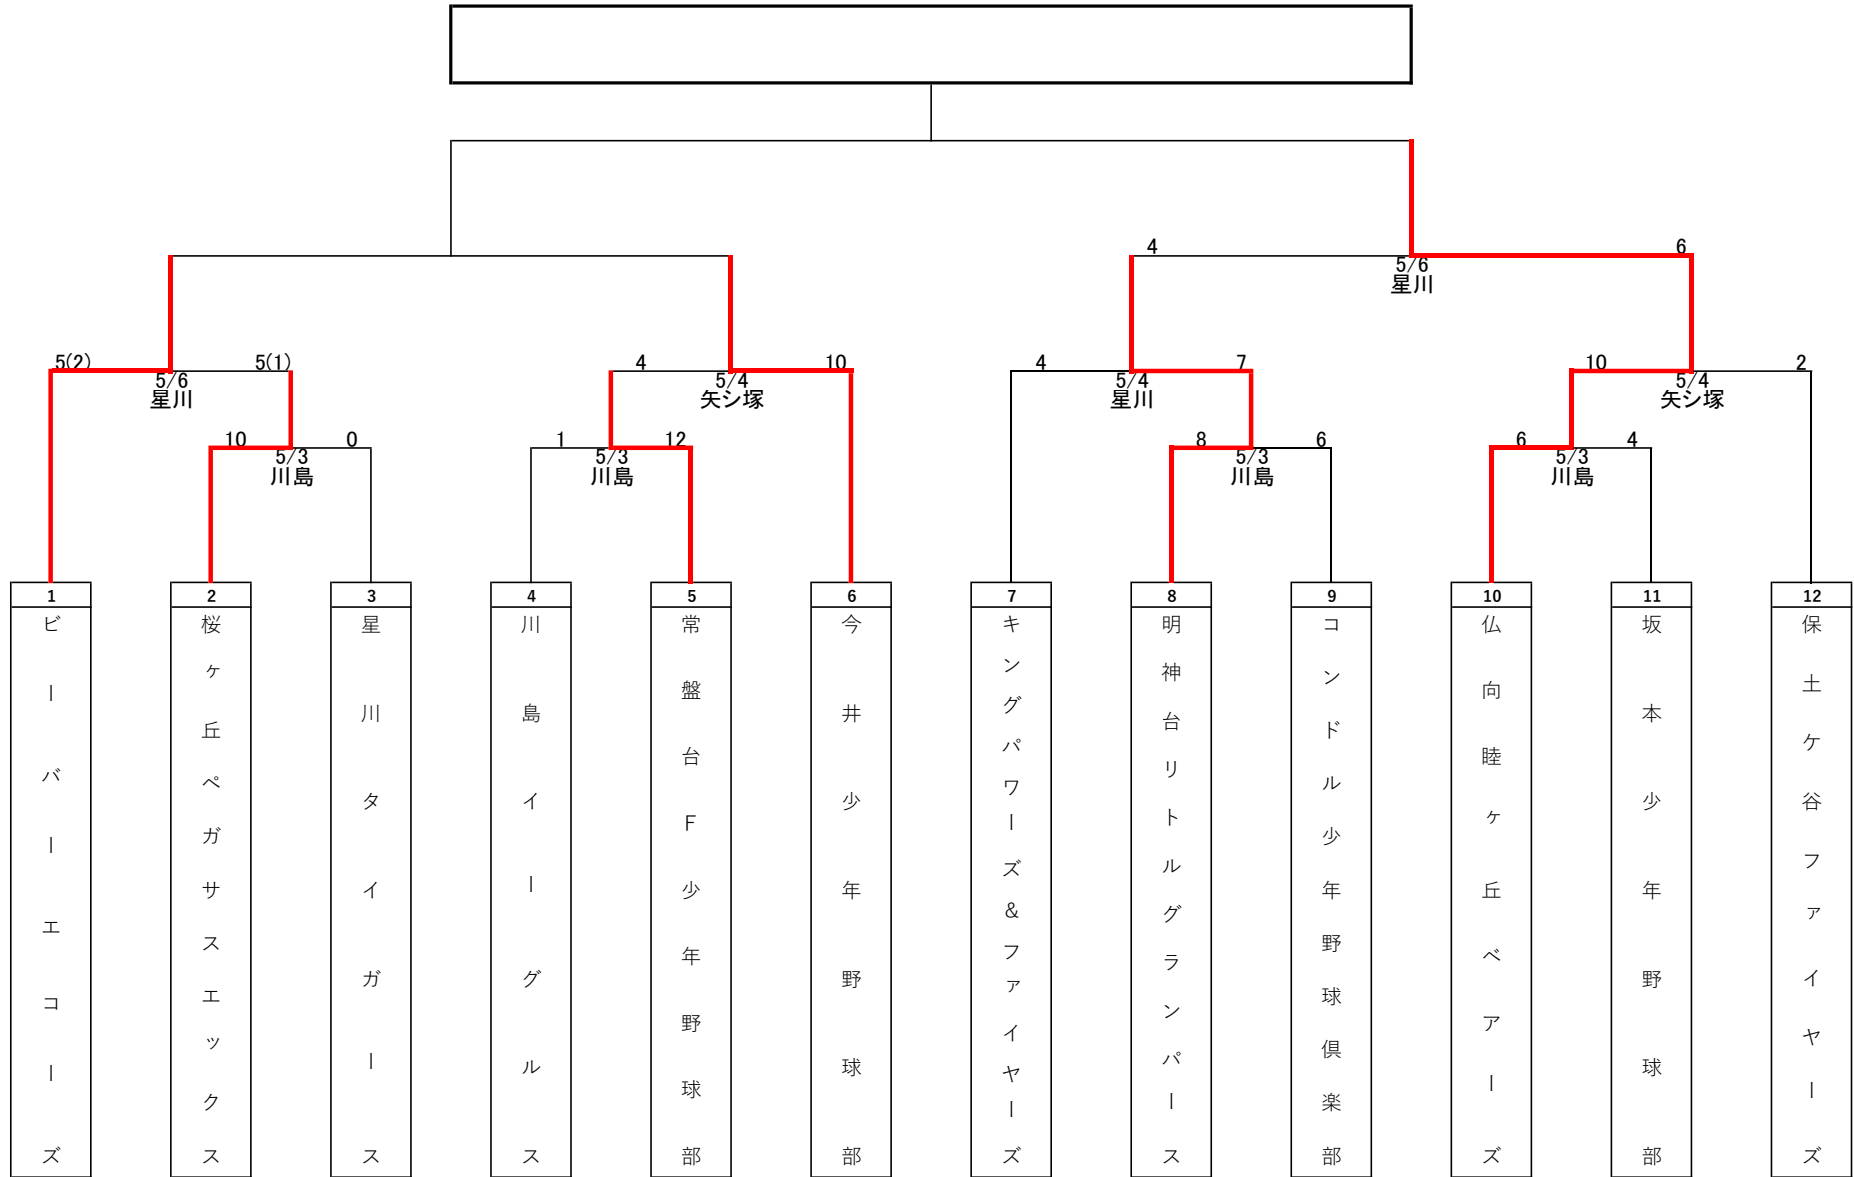 4 6
5/6
星川
5(2) 5(1) 4 10 4 7 10 2
5/6 5/4 5/4 5/4
星川 矢シ塚 星川 矢シ塚
10 0 1 12 8 6 6 4
5/3 5/3 5/3 5/3
川島 川島 川島 川島
1 2 3 4 5 6 7 8 9 10 11 12
ビーバーエコーズ
桜ヶ丘ペガサスエックス
星川タイガース
川島イーグルス
常盤台F少年野球部
今井少年野球部
キングパワーズ&ファイヤーズ
明神台リトルグランパース
コンドル少年野球倶楽部
仏向睦ヶ丘ベアーズ
坂本少年野球部
保土ケ谷ファイヤーズ